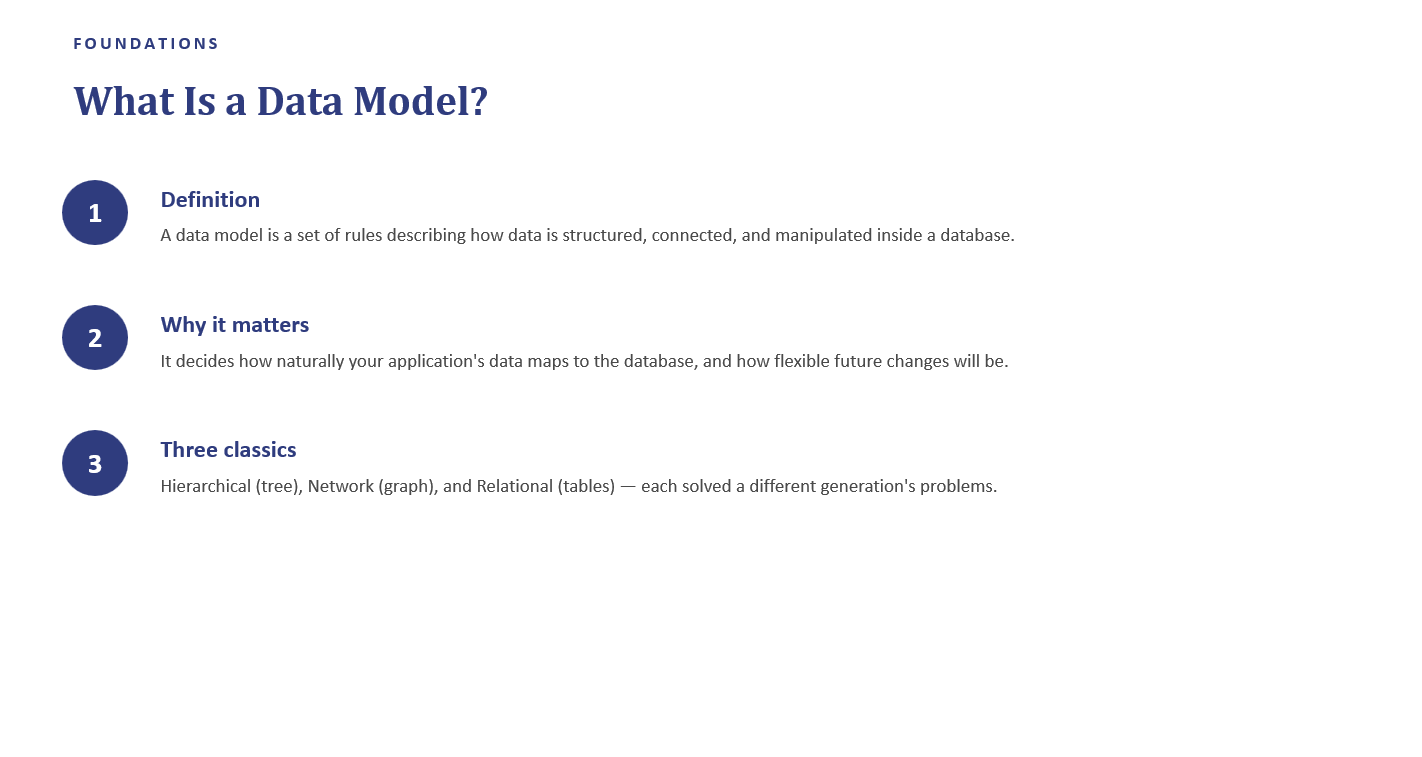 FOUNDATIONS
What Is a Data Model?
1
Definition
A data model is a set of rules describing how data is structured, connected, and manipulated inside a database.
2
Why it matters
It decides how naturally your application's data maps to the database, and how flexible future changes will be.
3
Three classics
Hierarchical (tree), Network (graph), and Relational (tables) — each solved a different generation's problems.